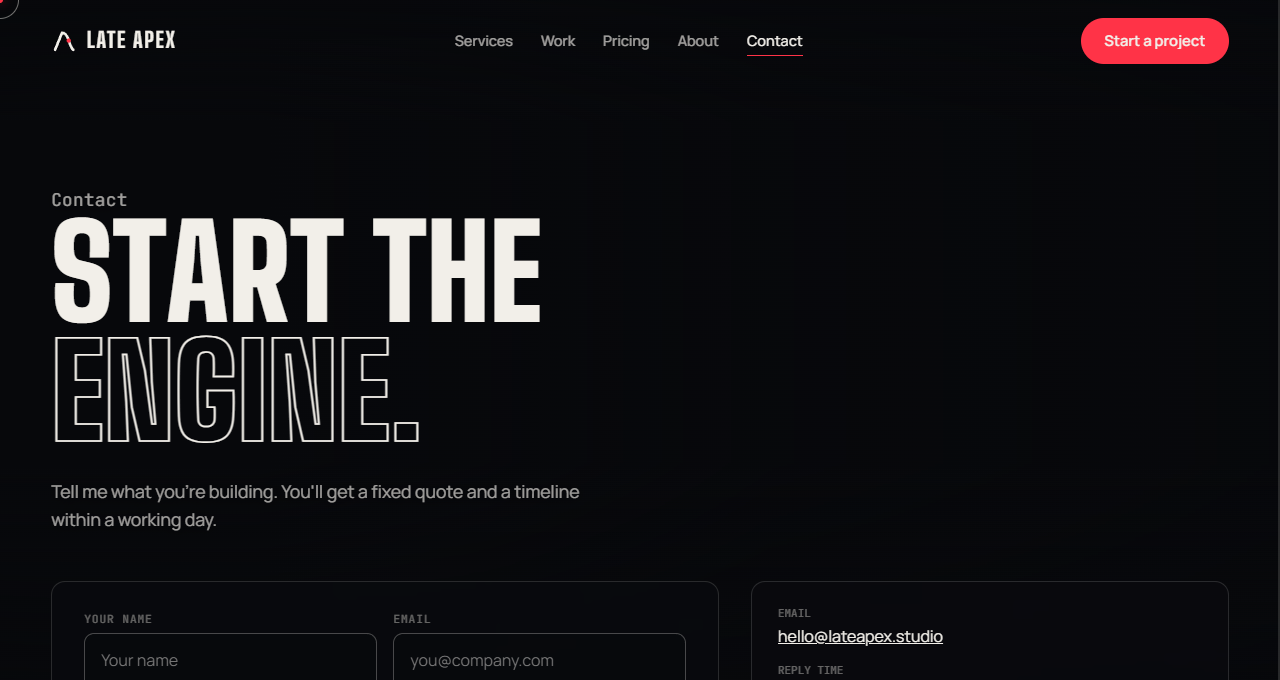 LATE APEX
Services
Work
Pricing
About
Contact
Start a project
Contact
START THE
ENGINE.
Tell me what you're building. You'll get a fixed quote and a timeline
within a working day.
YOUR NAME
EMAIL
Your name
you@company.com
EMAIL
hello@lateapex.studio
REPLY TIME